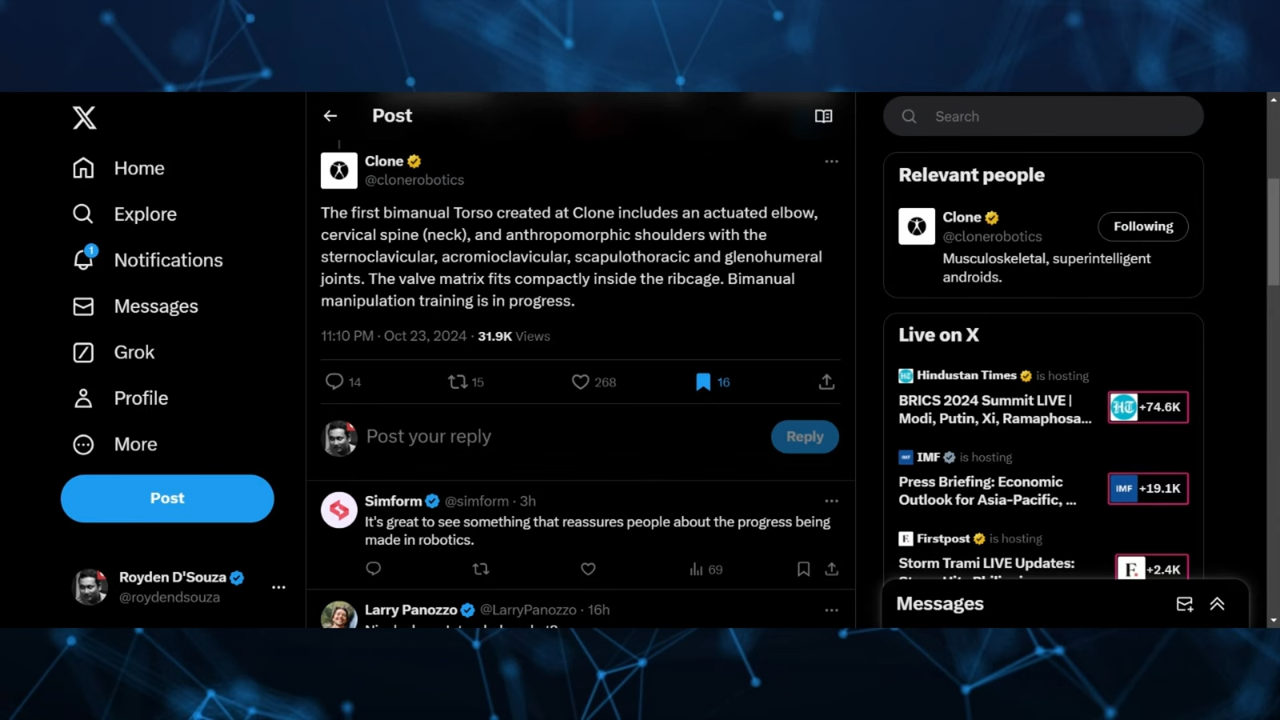 Home
Explore
1
Notifications
Messages
Grok
Profile
More
Post
Royden D'Souza
@roydendsouza
Post
Clone
@clonerobotics
The first bimanual Torso created at Clone includes an actuated elbow,
cervical spine (neck), and anthropomorphic shoulders with the
sternoclavicular, acromioclavicular, scapulothoracic and glenohumeral
joints. The valve matrix fits compactly inside the ribcage. Bimanual
manipulation training is in progress.
11:10 PM · Oct 23, 2024 · 31.9K Views
14 15 268 16
Post your reply
Reply
Simform @simform · 3h
It's great to see something that reassures people about the progress being
made in robotics.
69
Larry Panozzo @LarryPanozzo · 16h
Search
Relevant people
Clone
@clonerobotics
Following
Musculoskeletal, superintelligent
androids.
Live on X
Hindustan Times is hosting
BRICS 2024 Summit LIVE |
Modi, Putin, Xi, Ramaphosa...
HT +74.6K
IMF is hosting
Press Briefing: Economic
Outlook for Asia-Pacific, ...
IMF +19.1K
Firstpost is hosting
Storm Trami LIVE Updates:
F. +2.4K
Messages